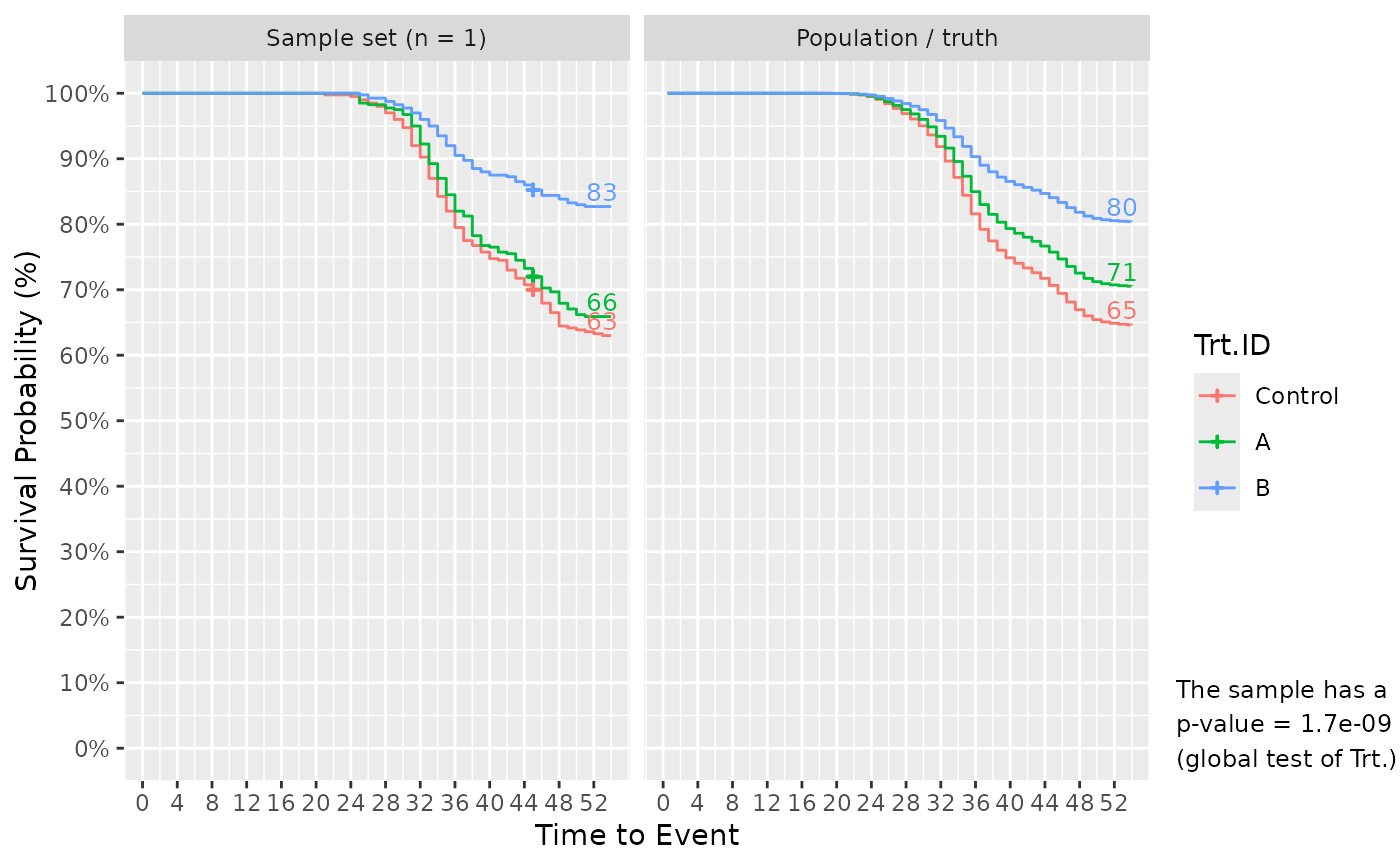 Sample set (n = 1)
Population / truth
Survival Probability (%)
100%
90%
80%
70%
60%
50%
40%
30%
20%
10%
0%
83
66
63
80
71
65
0 4 8 12 16 20 24 28 32 36 40 44 48 52
0 4 8 12 16 20 24 28 32 36 40 44 48 52
Time to Event
Trt.ID
Control
A
B
The sample has a
p-value = 1.7e-09
(global test of Trt.)